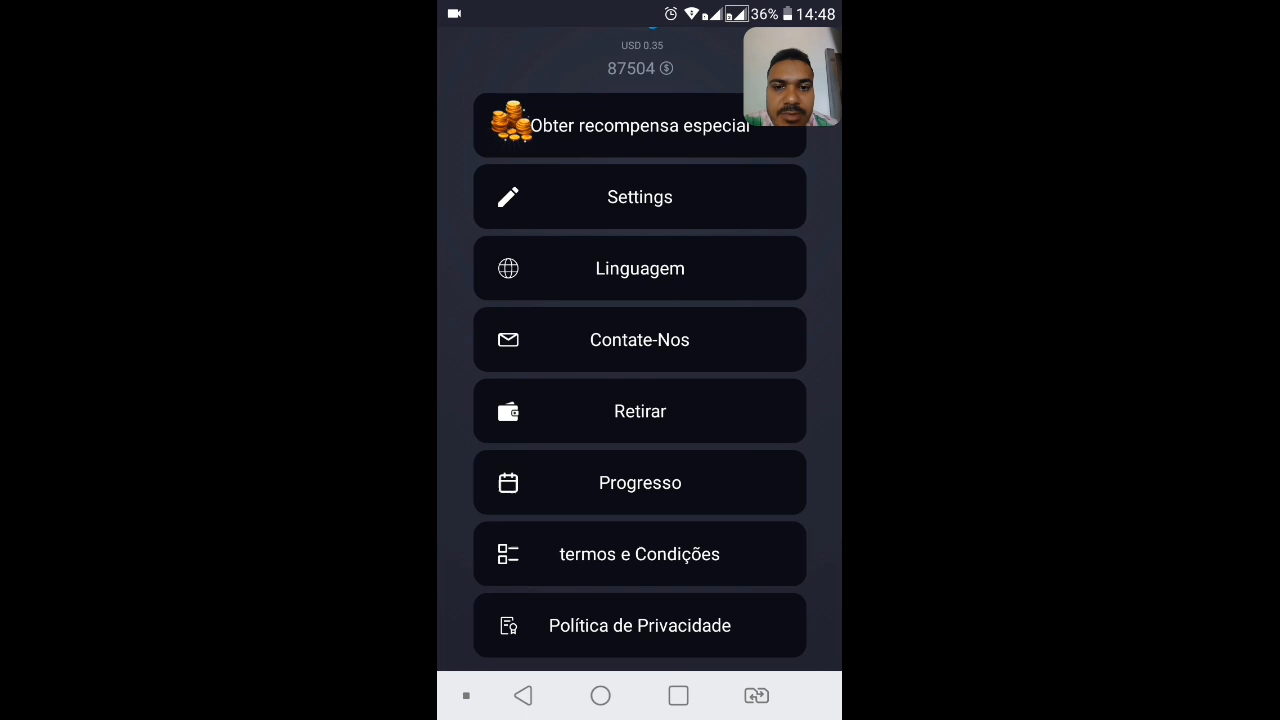 36% 14:48
USD 0.35
87504
Obter recompensa especial
Settings
Linguagem
Contate-Nos
Retirar
Progresso
termos e Condições
Política de Privacidade